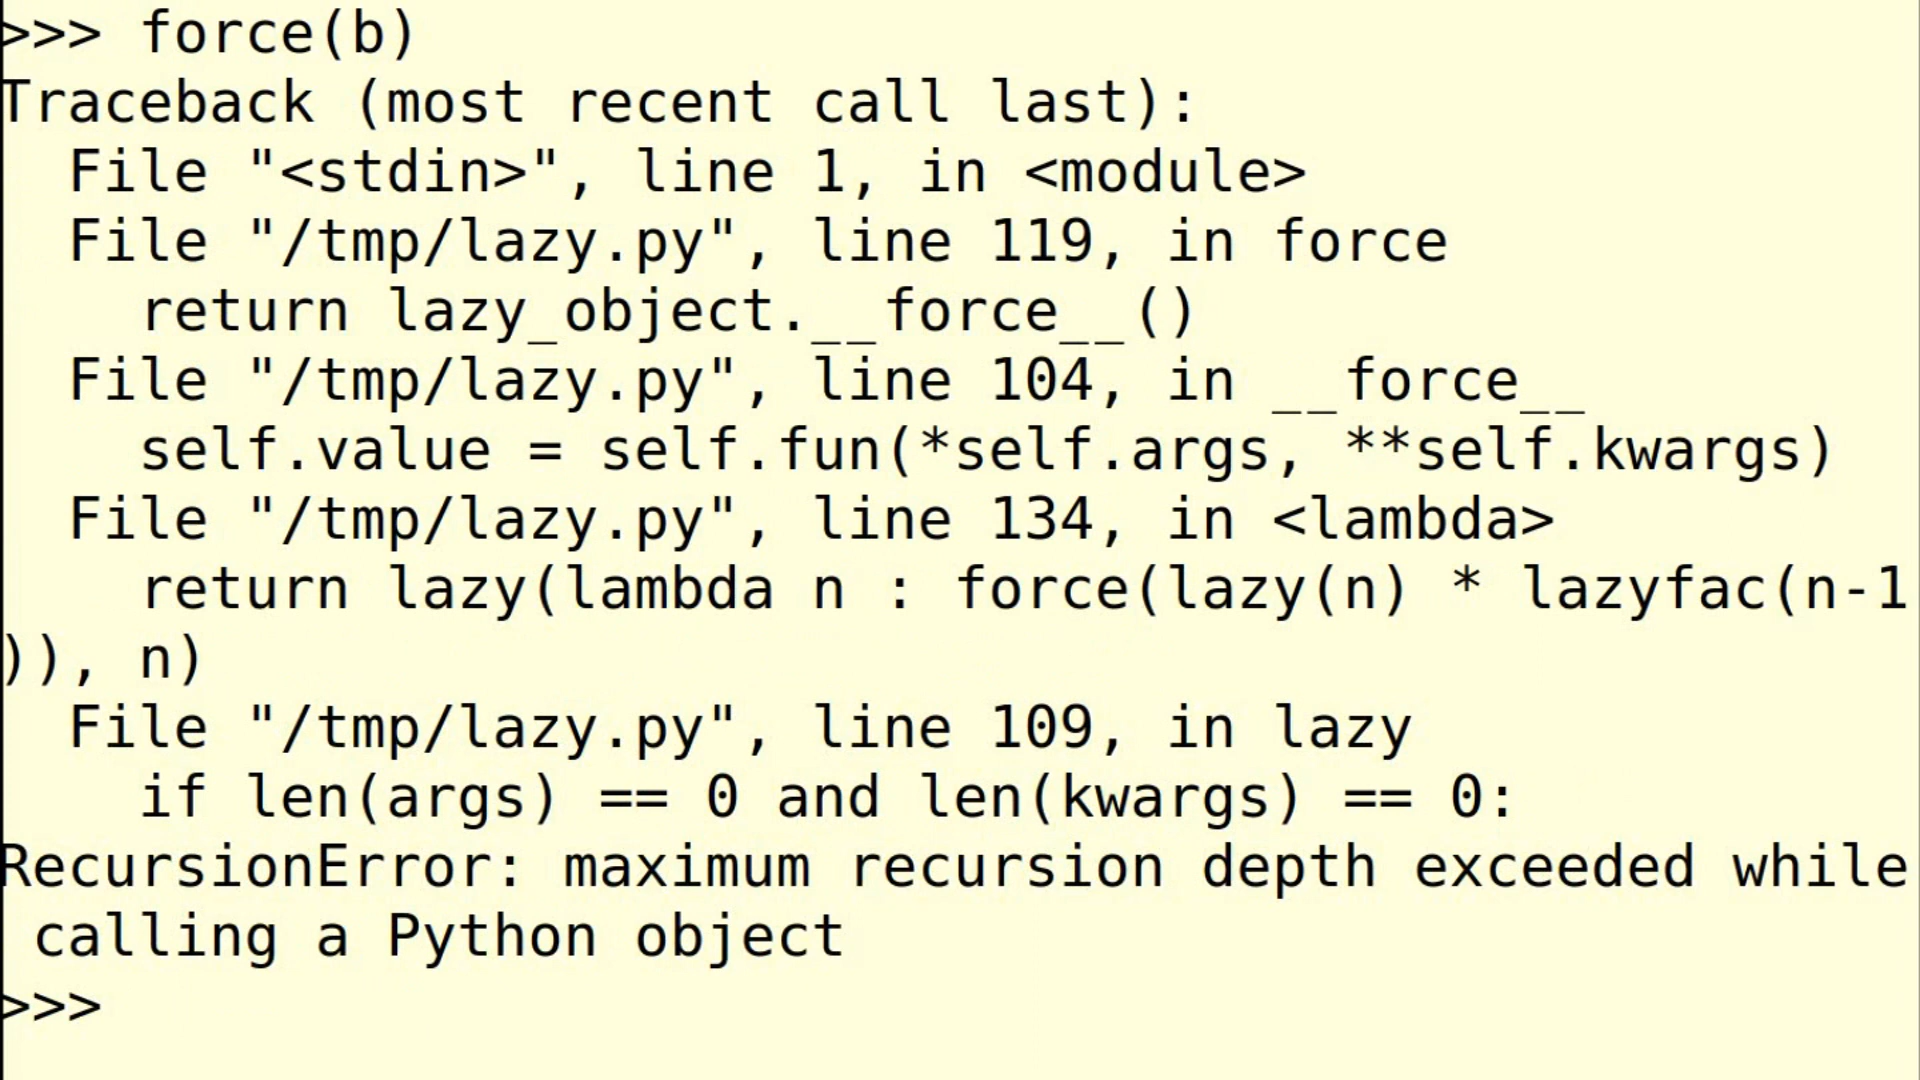 >>> force(b)
Traceback (most recent call last):
  File "<stdin>", line 1, in <module>
  File "/tmp/lazy.py", line 119, in force
    return lazy_object.__force__()
  File "/tmp/lazy.py", line 104, in __force__
    self.value = self.fun(*self.args, **self.kwargs)
  File "/tmp/lazy.py", line 134, in <lambda>
    return lazy(lambda n : force(lazy(n) * lazyfac(n-1
)), n)
  File "/tmp/lazy.py", line 109, in lazy
    if len(args) == 0 and len(kwargs) == 0:
RecursionError: maximum recursion depth exceeded while
 calling a Python object
>>>